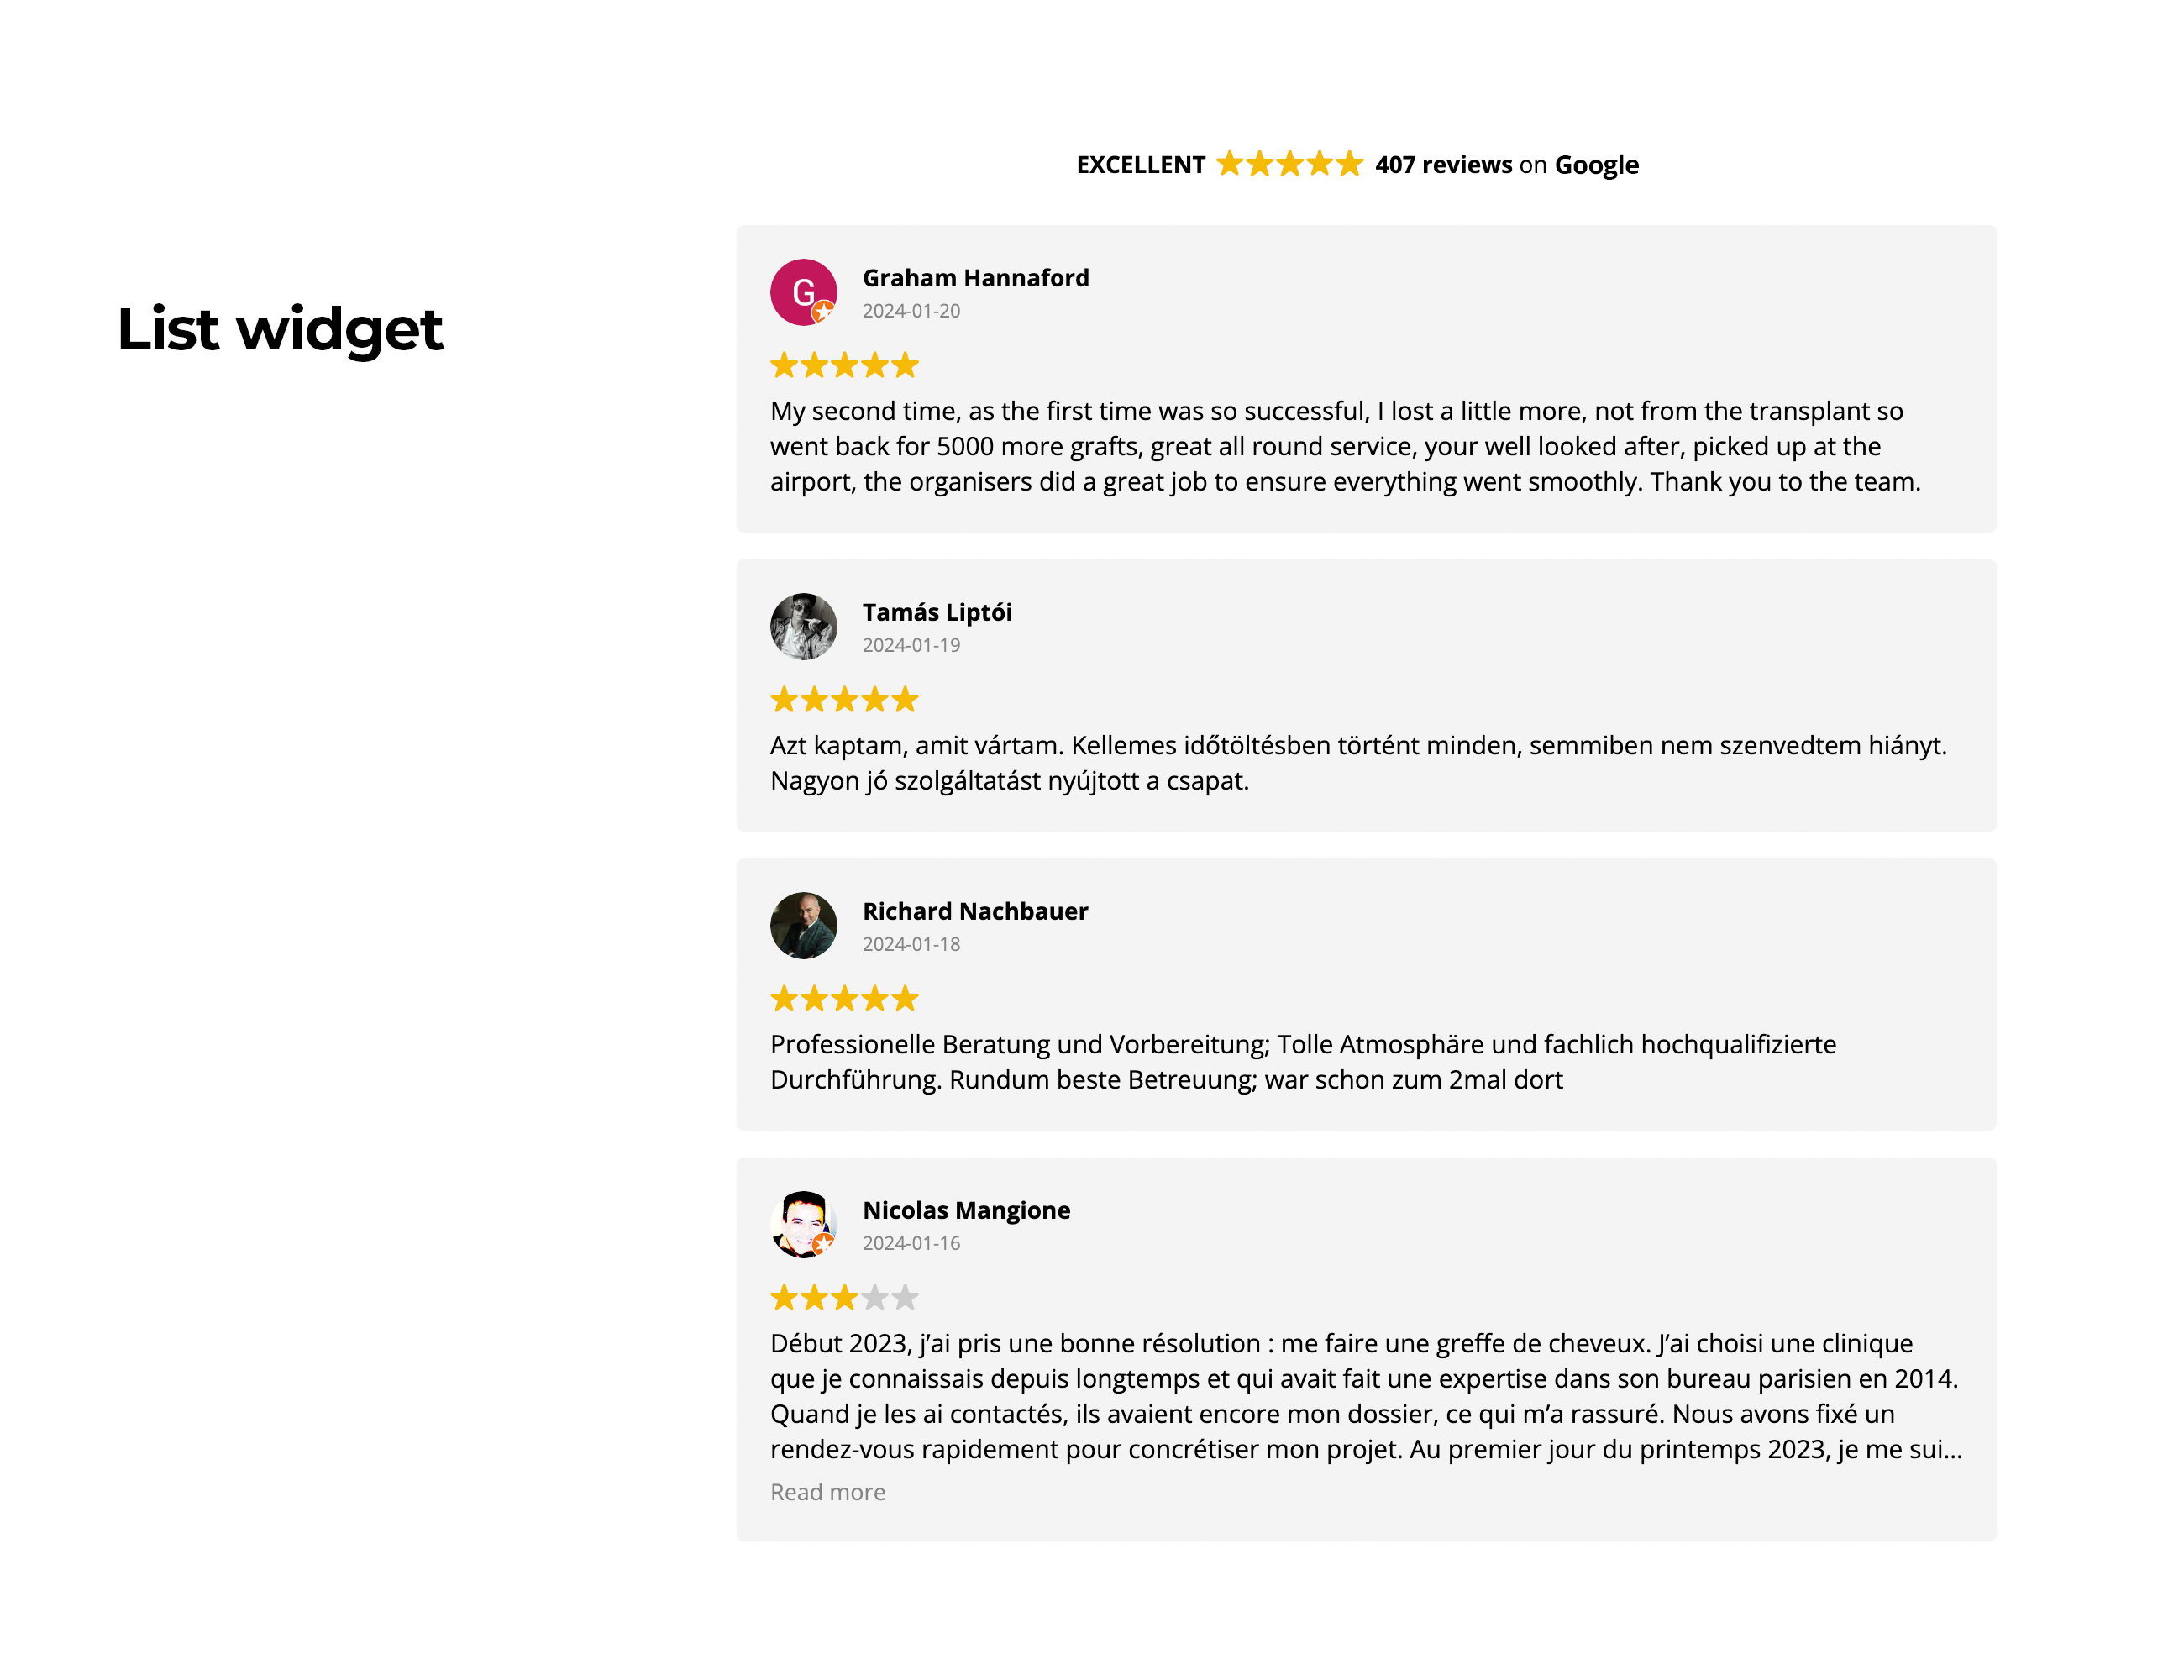 List widget
EXCELLENT 407 reviews on Google
G
Graham Hannaford
2024-01-20
My second time, as the first time was so successful, I lost a little more, not from the transplant so
went back for 5000 more grafts, great all round service, your well looked after, picked up at the
airport, the organisers did a great job to ensure everything went smoothly. Thank you to the team.
Tamás Liptói
2024-01-19
Azt kaptam, amit vártam. Kellemes időtöltésben történt minden, semmiben nem szenvedtem hiányt.
Nagyon jó szolgáltatást nyújtott a csapat.
Richard Nachbauer
2024-01-18
Professionelle Beratung und Vorbereitung; Tolle Atmosphäre und fachlich hochqualifizierte
Durchführung. Rundum beste Betreuung; war schon zum 2mal dort
Nicolas Mangione
2024-01-16
Début 2023, j’ai pris une bonne résolution : me faire une greffe de cheveux. J’ai choisi une clinique
que je connaissais depuis longtemps et qui avait fait une expertise dans son bureau parisien en 2014.
Quand je les ai contactés, ils avaient encore mon dossier, ce qui m’a rassuré. Nous avons fixé un
rendez-vous rapidement pour concrétiser mon projet. Au premier jour du printemps 2023, je me sui...
Read more